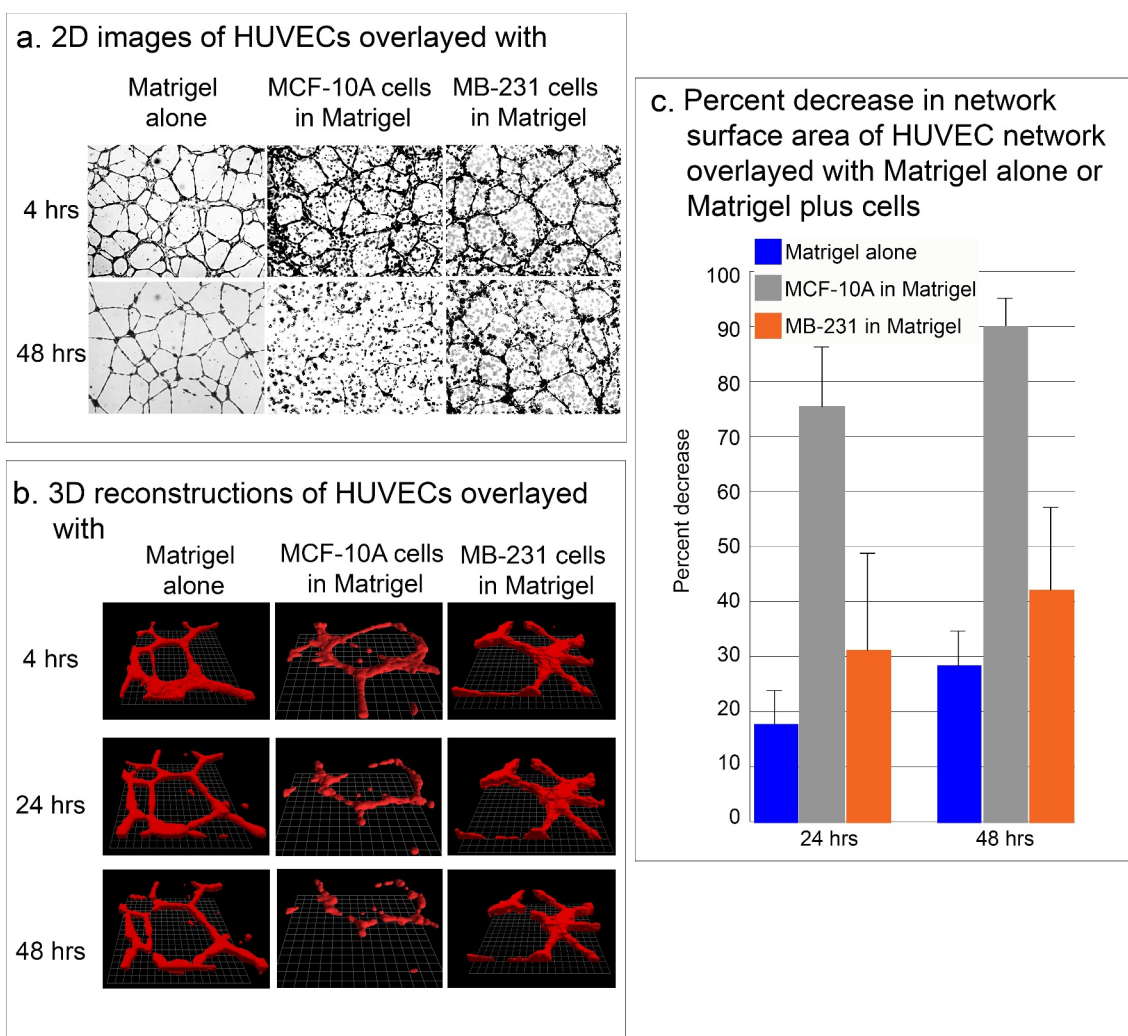 a. 2D images of HUVECs overlayed with
Matrigel alone
MCF-10A cells in Matrigel
MB-231 cells in Matrigel
4 hrs
48 hrs
b. 3D reconstructions of HUVECs overlayed
with
Matrigel alone
MCF-10A cells in Matrigel
MB-231 cells in Matrigel
4 hrs
24 hrs
48 hrs
c. Percent decrease in network
surface area of HUVEC network
overlayed with Matrigel alone or
Matrigel plus cells
Matrigel alone
MCF-10A in Matrigel
MB-231 in Matrigel
Percent decrease
100
90
80
70
60
50
40
30
20
10
0
24 hrs
48 hrs